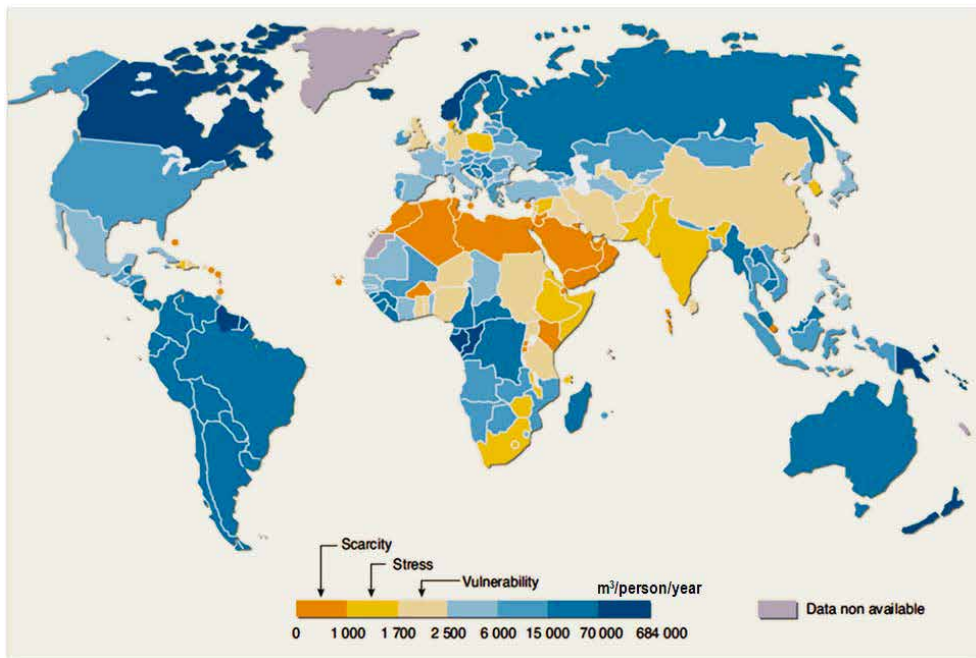 Scarcity
Stress
Vulnerability
m³/person/year
0 1 000 1 700 2 500 6 000 15 000 70 000 684 000
Data non available